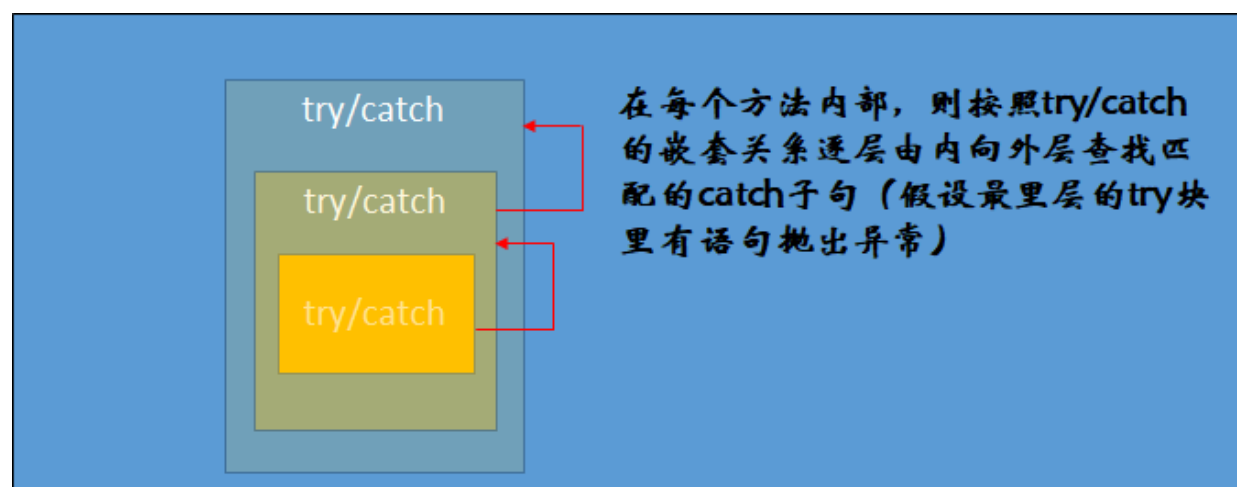 try/catch
try/catch
try/catch
在每个方法内部，则按照try/catch
的嵌套关系逐层由内向外层查找匹
配的catch子句（假设最里层的try块
里有语句抛出异常）